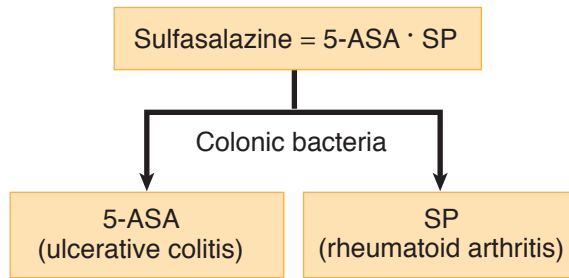 Sulfasalazine = 5-ASA · SP
Colonic bacteria
5-ASA
(ulcerative colitis)
SP
(rheumatoid arthritis)